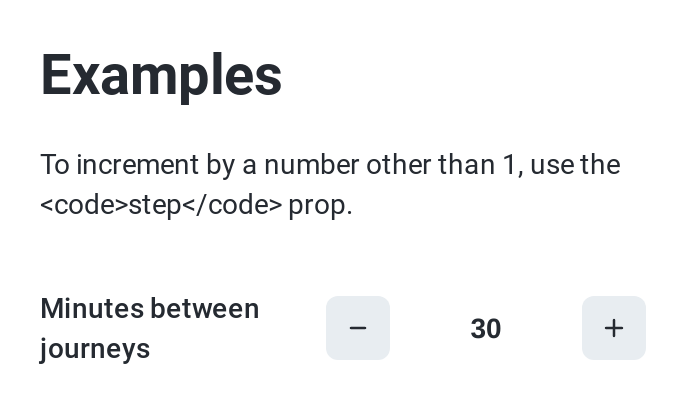 Examples
To increment by a number other than 1, use the
<code>step</code> prop.
Minutes between
journeys
− 30 +